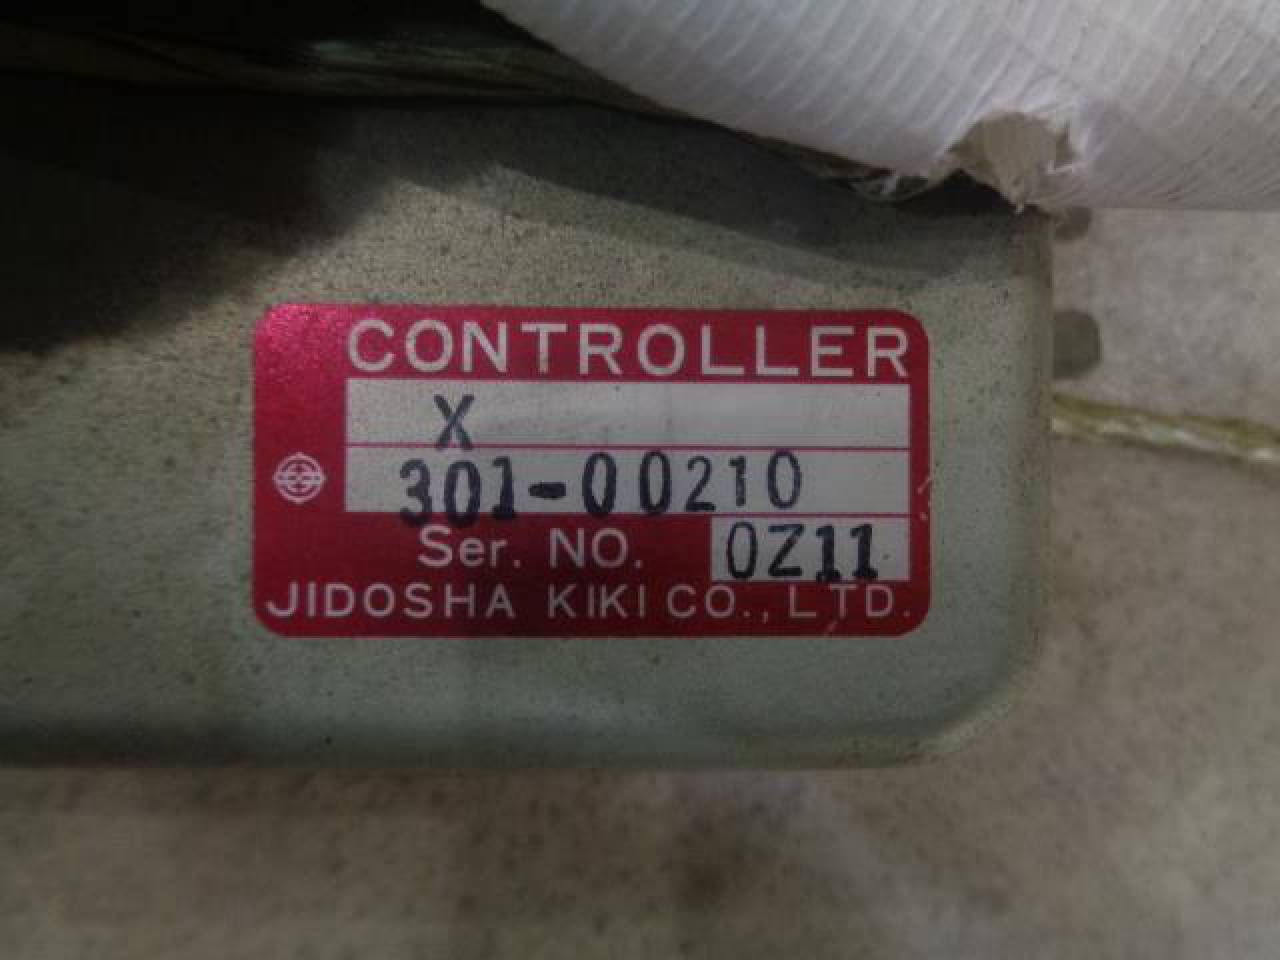 CONTROLLER
X
301-00210
Ser. NO. 0Z11
JIDOSHA KIKI CO., LTD.